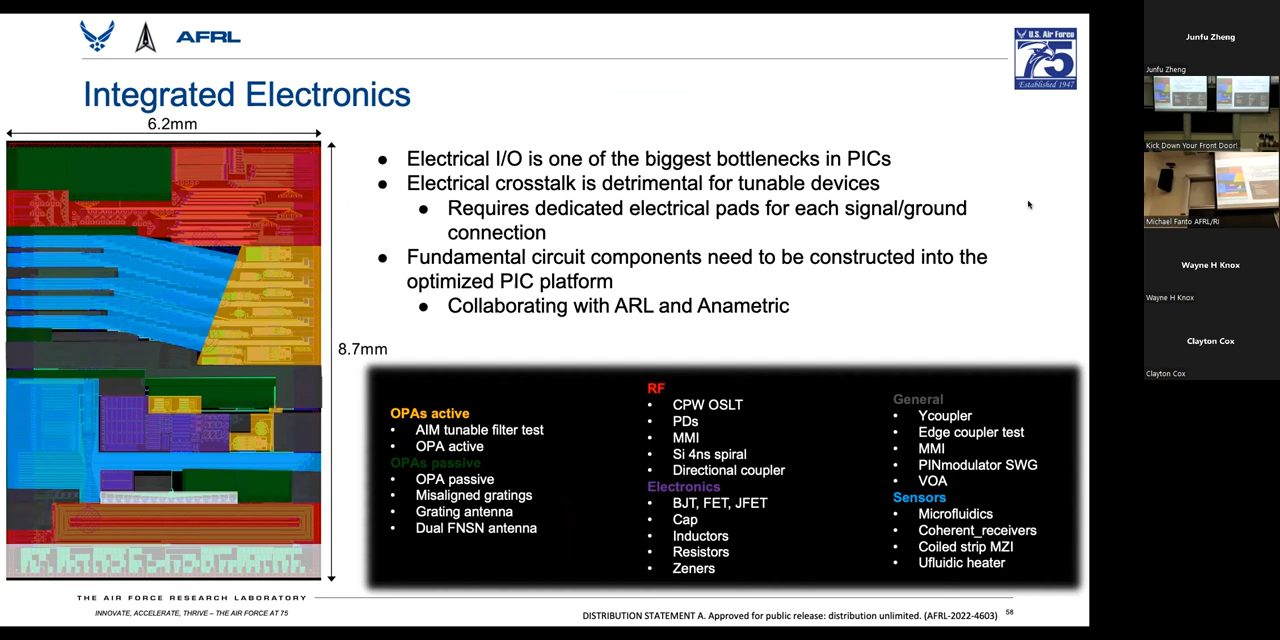 AFRL
U.S. Air Force
75
Established 1947
Integrated Electronics
6.2mm
8.7mm
● Electrical I/O is one of the biggest bottlenecks in PICs
● Electrical crosstalk is detrimental for tunable devices
● Requires dedicated electrical pads for each signal/ground
connection
● Fundamental circuit components need to be constructed into the
optimized PIC platform
● Collaborating with ARL and Anametric
OPAs active
• AIM tunable filter test
• OPA active
OPAs passive
• OPA passive
• Misaligned gratings
• Grating antenna
• Dual FNSN antenna
RF
• CPW OSLT
• PDs
• MMI
• Si 4ns spiral
• Directional coupler
Electronics
• BJT, FET, JFET
• Cap
• Inductors
• Resistors
• Zeners
General
• Ycoupler
• Edge coupler test
• MMI
• PINmodulator SWG
• VOA
Sensors
• Microfluidics
• Coherent_receivers
• Coiled strip MZI
• Ufluidic heater
THE AIR FORCE RESEARCH LABORATORY
INNOVATE, ACCELERATE, THRIVE – THE AIR FORCE AT 75
DISTRIBUTION STATEMENT A. Approved for public release: distribution unlimited. (AFRL-2022-4603)
58
Junfu Zheng
Junfu Zheng
Kick Down Your Front Door!
Michael Fanto AFRL/RI
Wayne H Knox
Wayne H Knox
Clayton Cox
Clayton Cox